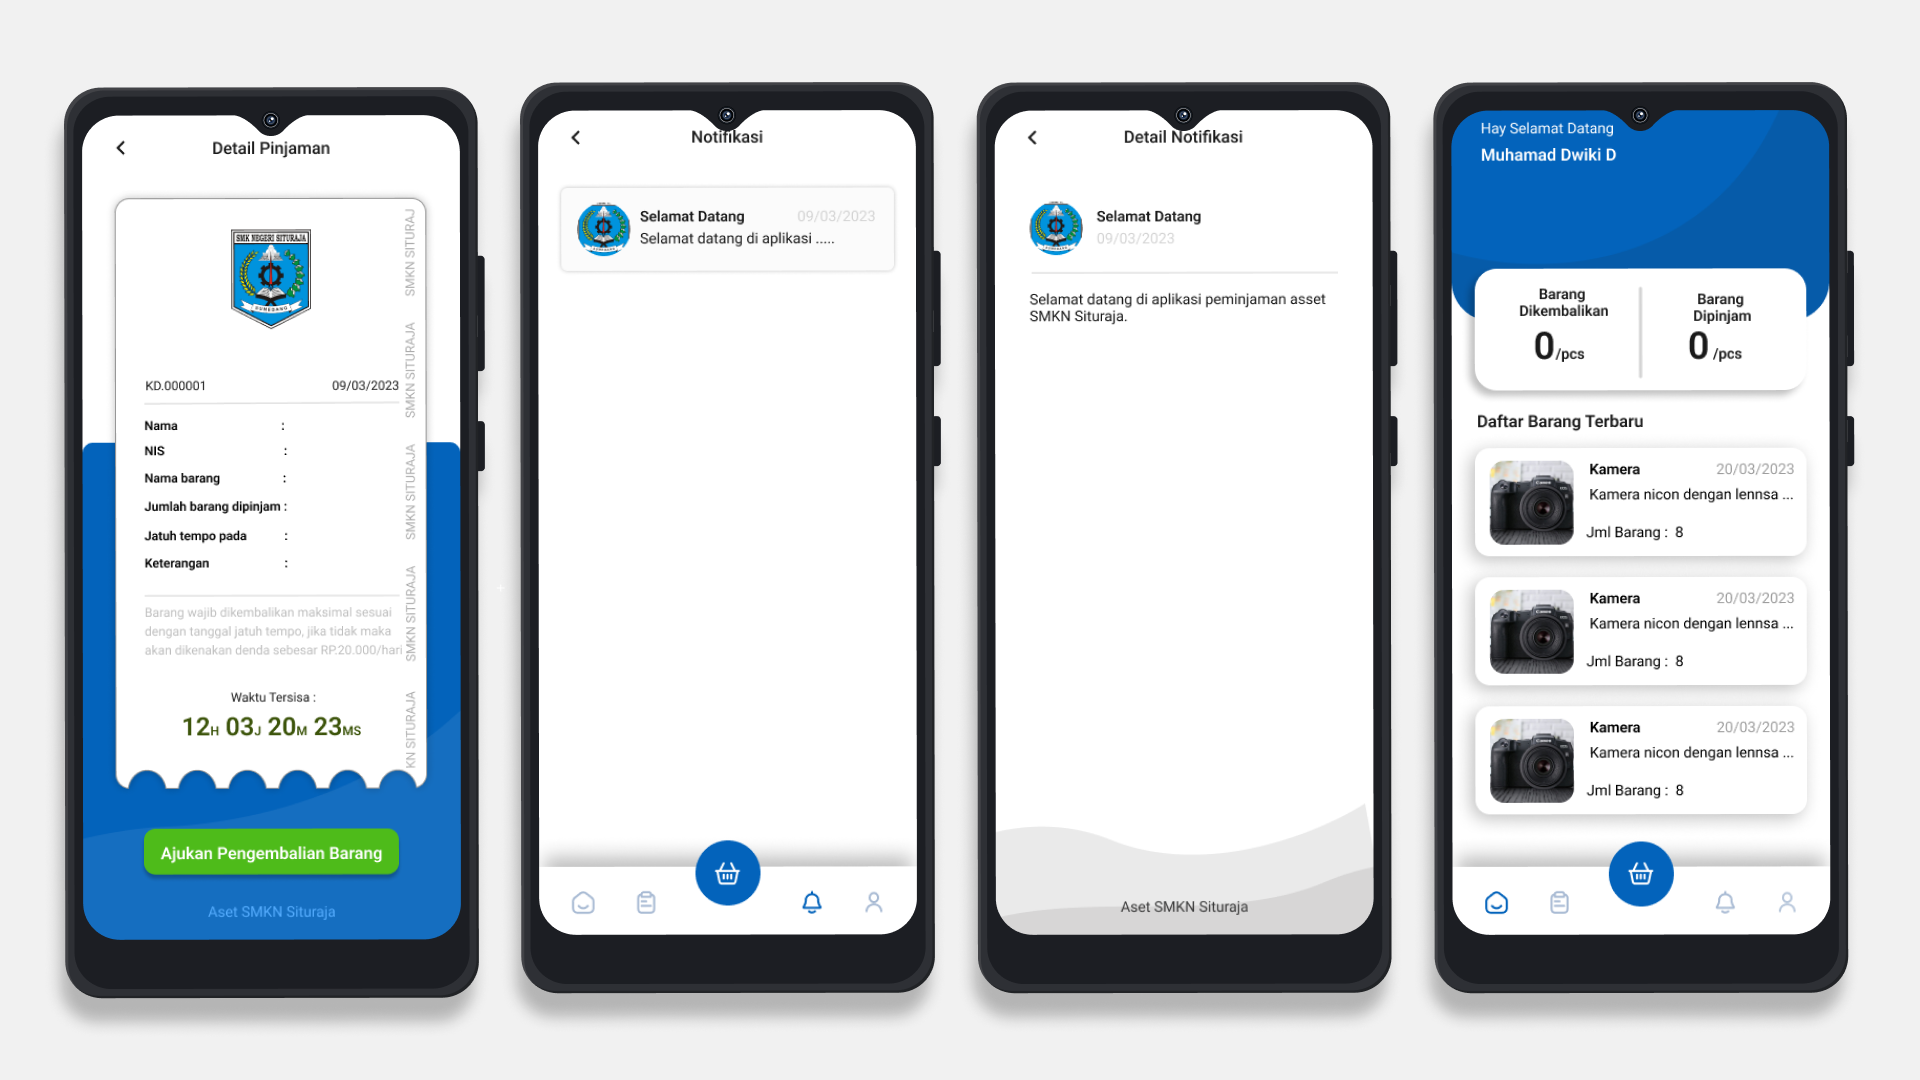 Detail Pinjaman
SMK NEGERI SITURAJA
SUMEDANG
KD.000001
09/03/2023
Nama :
NIS :
Nama barang :
Jumlah barang dipinjam :
Jatuh tempo pada :
Keterangan :
Barang wajib dikembalikan maksimal sesuai
dengan tanggal jatuh tempo, jika tidak maka
akan dikenakan denda sebesar RP.20.000/hari
Waktu Tersisa :
12H 03J 20M 23MS
SMKN SITURAJ
SMKN SITURAJA
SMKN SITURAJA
SMKN SITURAJA
KN SITURAJA
Ajukan Pengembalian Barang
Aset SMKN Situraja
Notifikasi
Selamat Datang
09/03/2023
Selamat datang di aplikasi .....
Detail Notifikasi
Selamat Datang
09/03/2023
Selamat datang di aplikasi peminjaman asset
SMKN Situraja.
Aset SMKN Situraja
Hay Selamat Datang
Muhamad Dwiki D
Barang
Dikembalikan
0/pcs
Barang
Dipinjam
0 /pcs
Daftar Barang Terbaru
Kamera
20/03/2023
Kamera nicon dengan lennsa ...
Jml Barang : 8
Canon
Kamera
20/03/2023
Kamera nicon dengan lennsa ...
Jml Barang : 8
Canon
Kamera
20/03/2023
Kamera nicon dengan lennsa ...
Jml Barang : 8
Canon